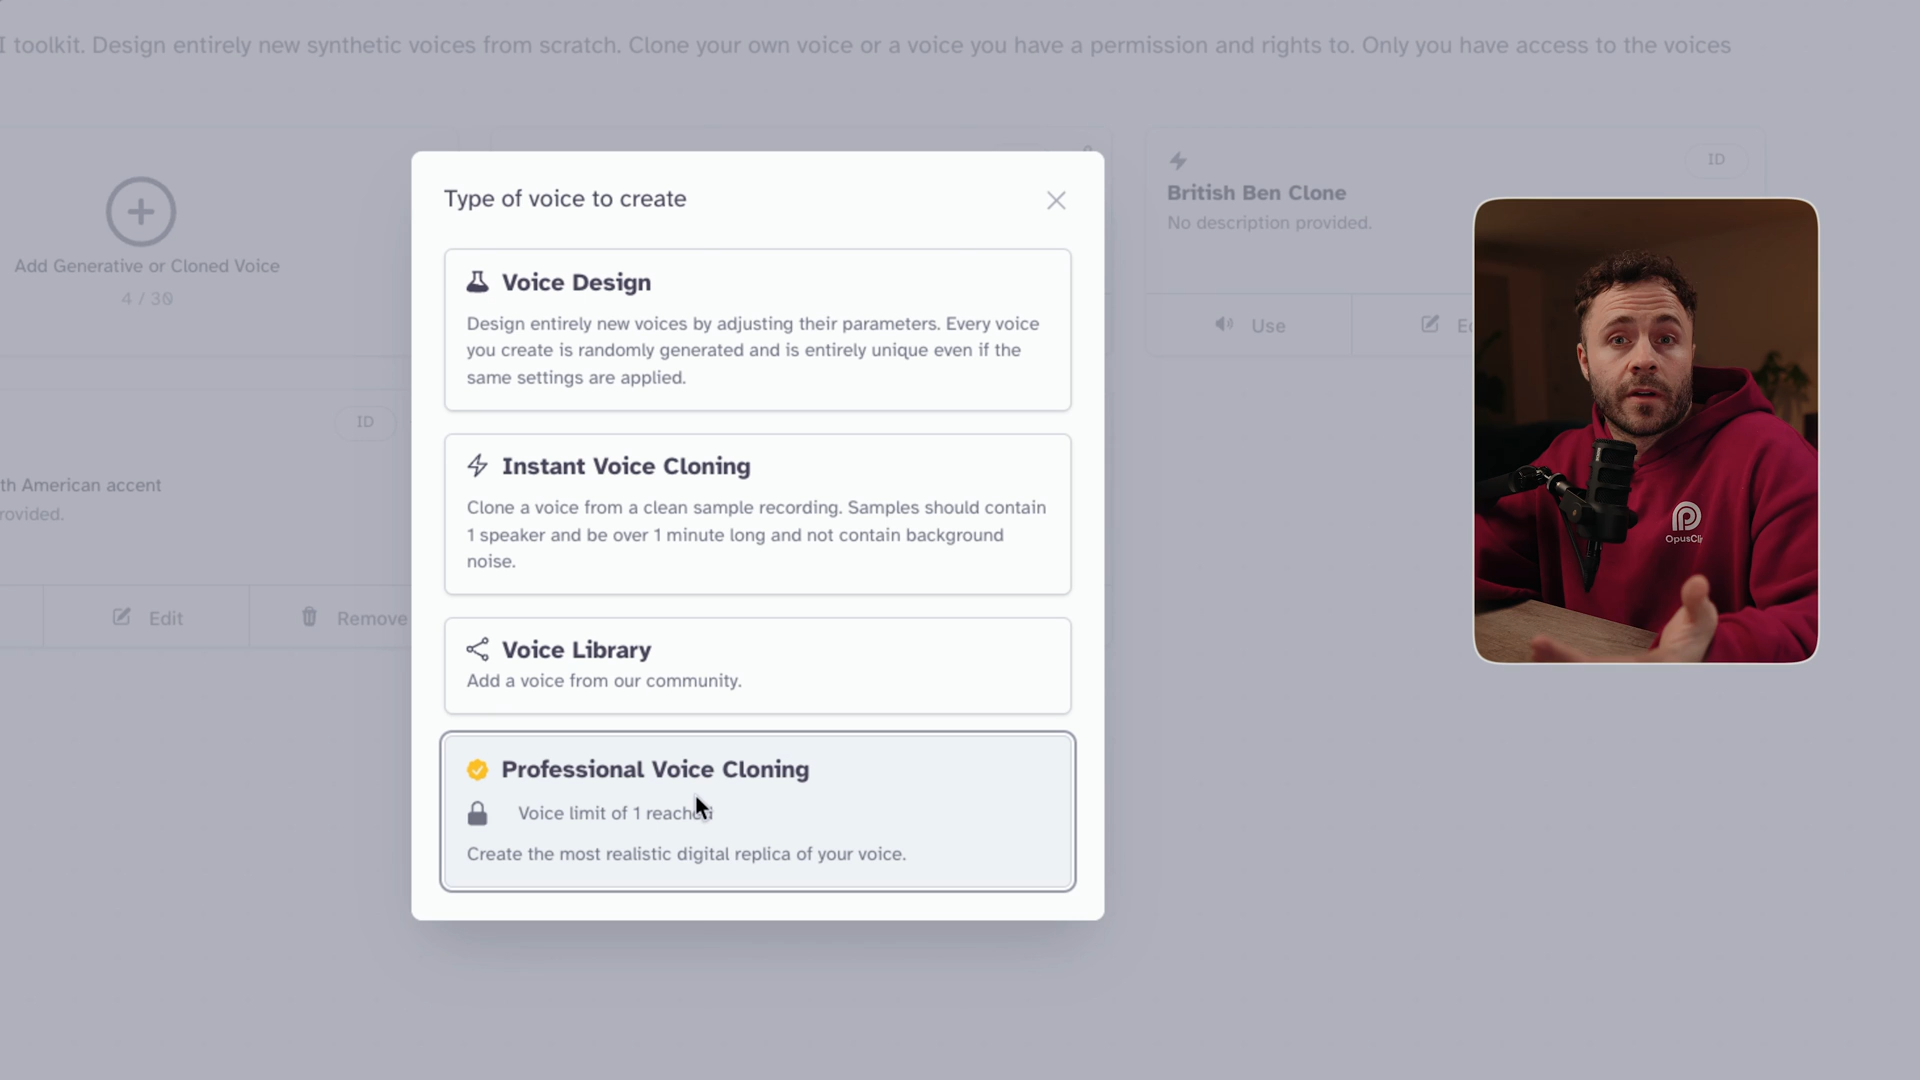 I toolkit. Design entirely new synthetic voices from scratch. Clone your own voice or a voice you have a permission and rights to. Only you have access to the voices
Add Generative or Cloned Voice
4 / 30
British Ben Clone
ID
No description provided.
Use
ID
th American accent
rovided.
Edit
Remove
Type of voice to create
Voice Design
Design entirely new voices by adjusting their parameters. Every voice
you create is randomly generated and is entirely unique even if the
same settings are applied.
Instant Voice Cloning
Clone a voice from a clean sample recording. Samples should contain
1 speaker and be over 1 minute long and not contain background
noise.
Voice Library
Add a voice from our community.
Professional Voice Cloning
Voice limit of 1 reached
Create the most realistic digital replica of your voice.
OpusCli